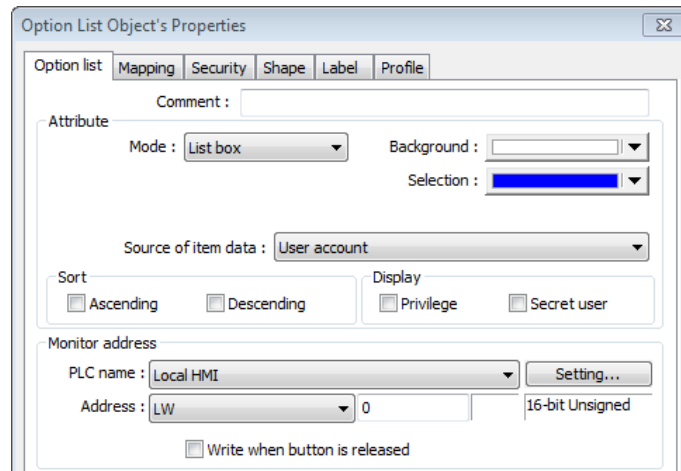 Option List Object's Properties
Option list Mapping Security Shape Label Profile
Comment :
Attribute
Mode : List box Background :
Selection :
Source of item data : User account
Sort Display
Ascending Descending Privilege Secret user
Monitor address
PLC name : Local HMI Setting...
Address : LW 0 16-bit Unsigned
Write when button is released